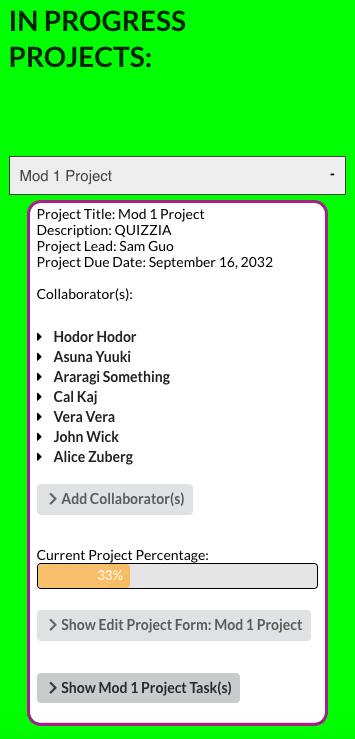 IN PROGRESS
PROJECTS:
Mod 1 Project
Project Title: Mod 1 Project
Description: QUIZZIA
Project Lead: Sam Guo
Project Due Date: September 16, 2032
Collaborator(s):
Hodor Hodor
Asuna Yuuki
Araragi Something
Cal Kaj
Vera Vera
John Wick
Alice Zuberg
Add Collaborator(s)
Current Project Percentage:
33%
Show Edit Project Form: Mod 1 Project
Show Mod 1 Project Task(s)